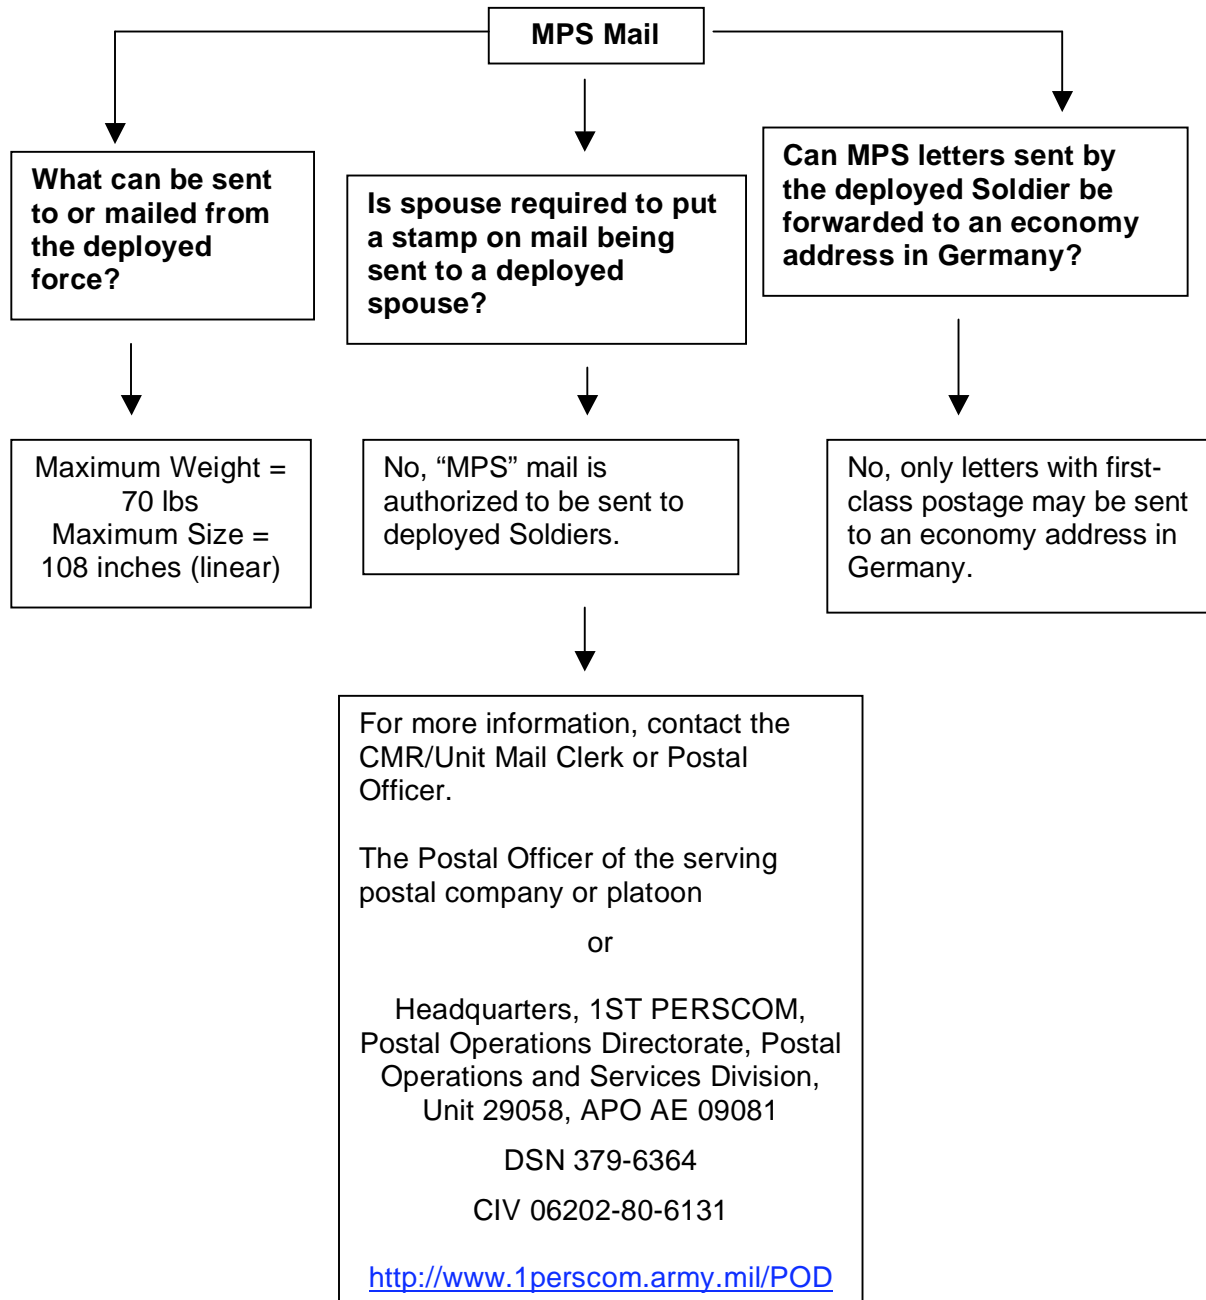 MPS Mail
What can be sent
to or mailed from
the deployed
force?
Is spouse required to put
a stamp on mail being
sent to a deployed
spouse?
Can MPS letters sent by
the deployed Soldier be
forwarded to an economy
address in Germany?
Maximum Weight =
70 lbs
Maximum Size =
108 inches (linear)
No, “MPS” mail is
authorized to be sent to
deployed Soldiers.
No, only letters with first-
class postage may be sent
to an economy address in
Germany.
For more information, contact the
CMR/Unit Mail Clerk or Postal
Officer.
The Postal Officer of the serving
postal company or platoon
or
Headquarters, 1ST PERSCOM,
Postal Operations Directorate, Postal
Operations and Services Division,
Unit 29058, APO AE 09081
DSN 379-6364
CIV 06202-80-6131
http://www.1perscom.army.mil/POD